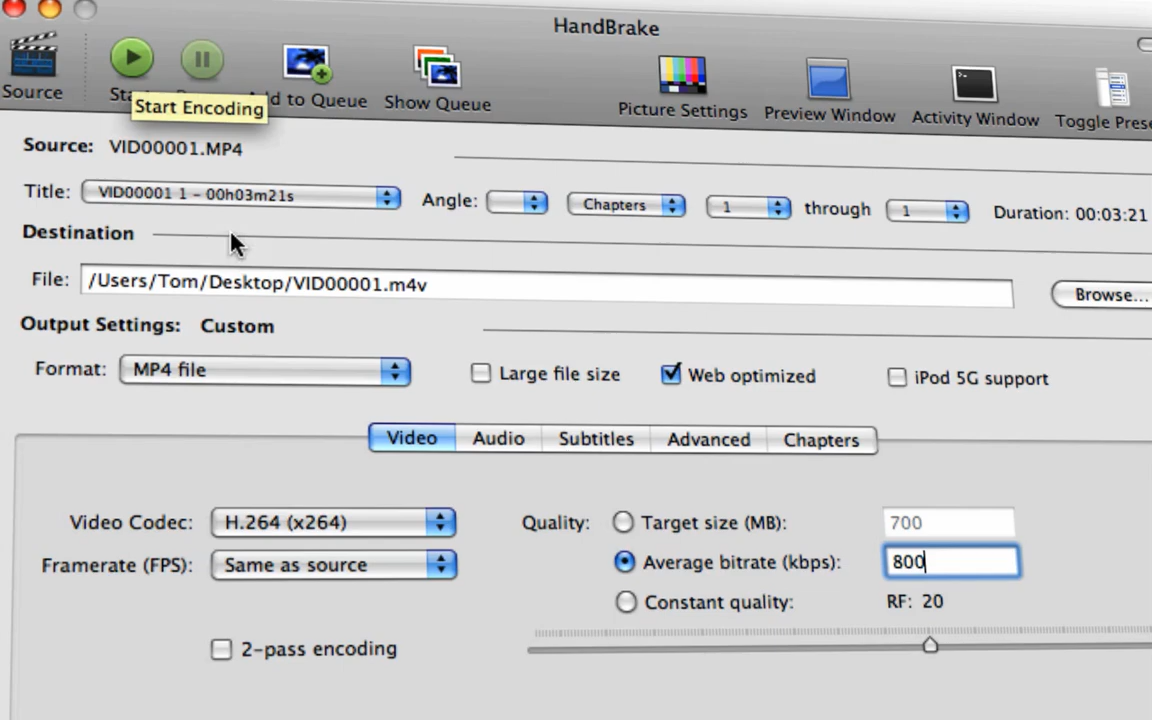 HandBrake
Source
Start Encoding
Add to Queue
Show Queue
Picture Settings
Preview Window
Activity Window
Toggle
Source: VID00001.MP4
Title: VID00001 1 - 00h03m21s Angle: Chapters 1 through 1 Duration: 00:03:21
Destination
File: /Users/Tom/Desktop/VID00001.m4v Browse...
Output Settings: Custom
Format: MP4 file Large file size Web optimized iPod 5G support
Video Audio Subtitles Advanced Chapters
Video Codec: H.264 (x264) Quality: Target size (MB): 700
Framerate (FPS): Same as source Average bitrate (kbps): 800
Constant quality: RF: 20
2-pass encoding